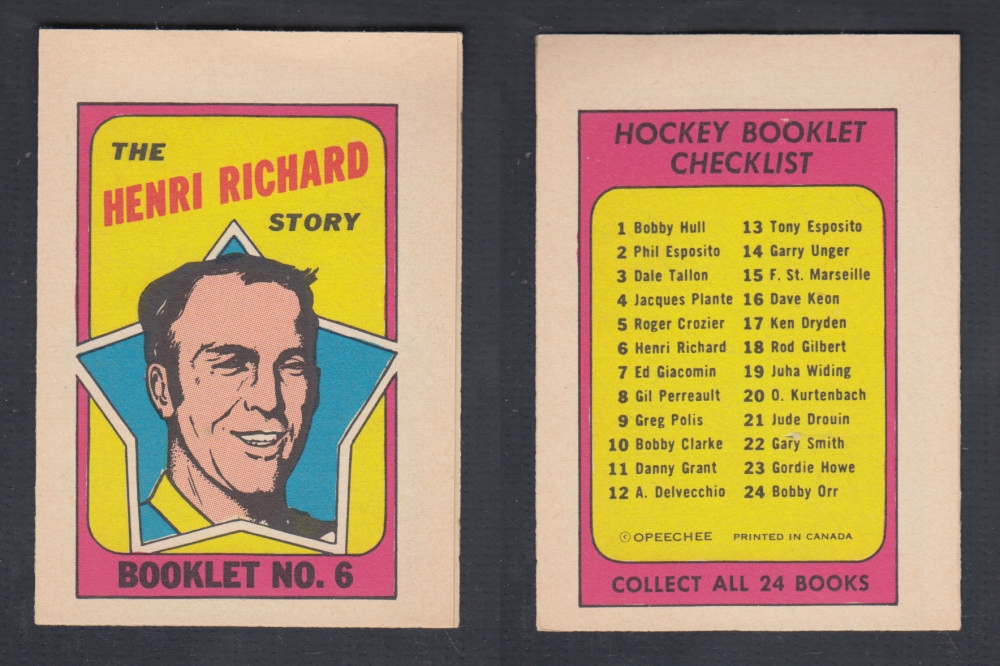 THE
HENRI RICHARD
STORY
BOOKLET NO. 6
HOCKEY BOOKLET
CHECKLIST
1 Bobby Hull
2 Phil Esposito
3 Dale Tallon
4 Jacques Plante
5 Roger Crozier
6 Henri Richard
7 Ed Giacomin
8 Gil Perreault
9 Greg Polis
10 Bobby Clarke
11 Danny Grant
12 A. Delvecchio
13 Tony Esposito
14 Garry Unger
15 F. St. Marseille
16 Dave Keon
17 Ken Dryden
18 Rod Gilbert
19 Juha Widing
20 O. Kurtenbach
21 Jude Drouin
22 Gary Smith
23 Gordie Howe
24 Bobby Orr
© OPEECHEE PRINTED IN CANADA
COLLECT ALL 24 BOOKS